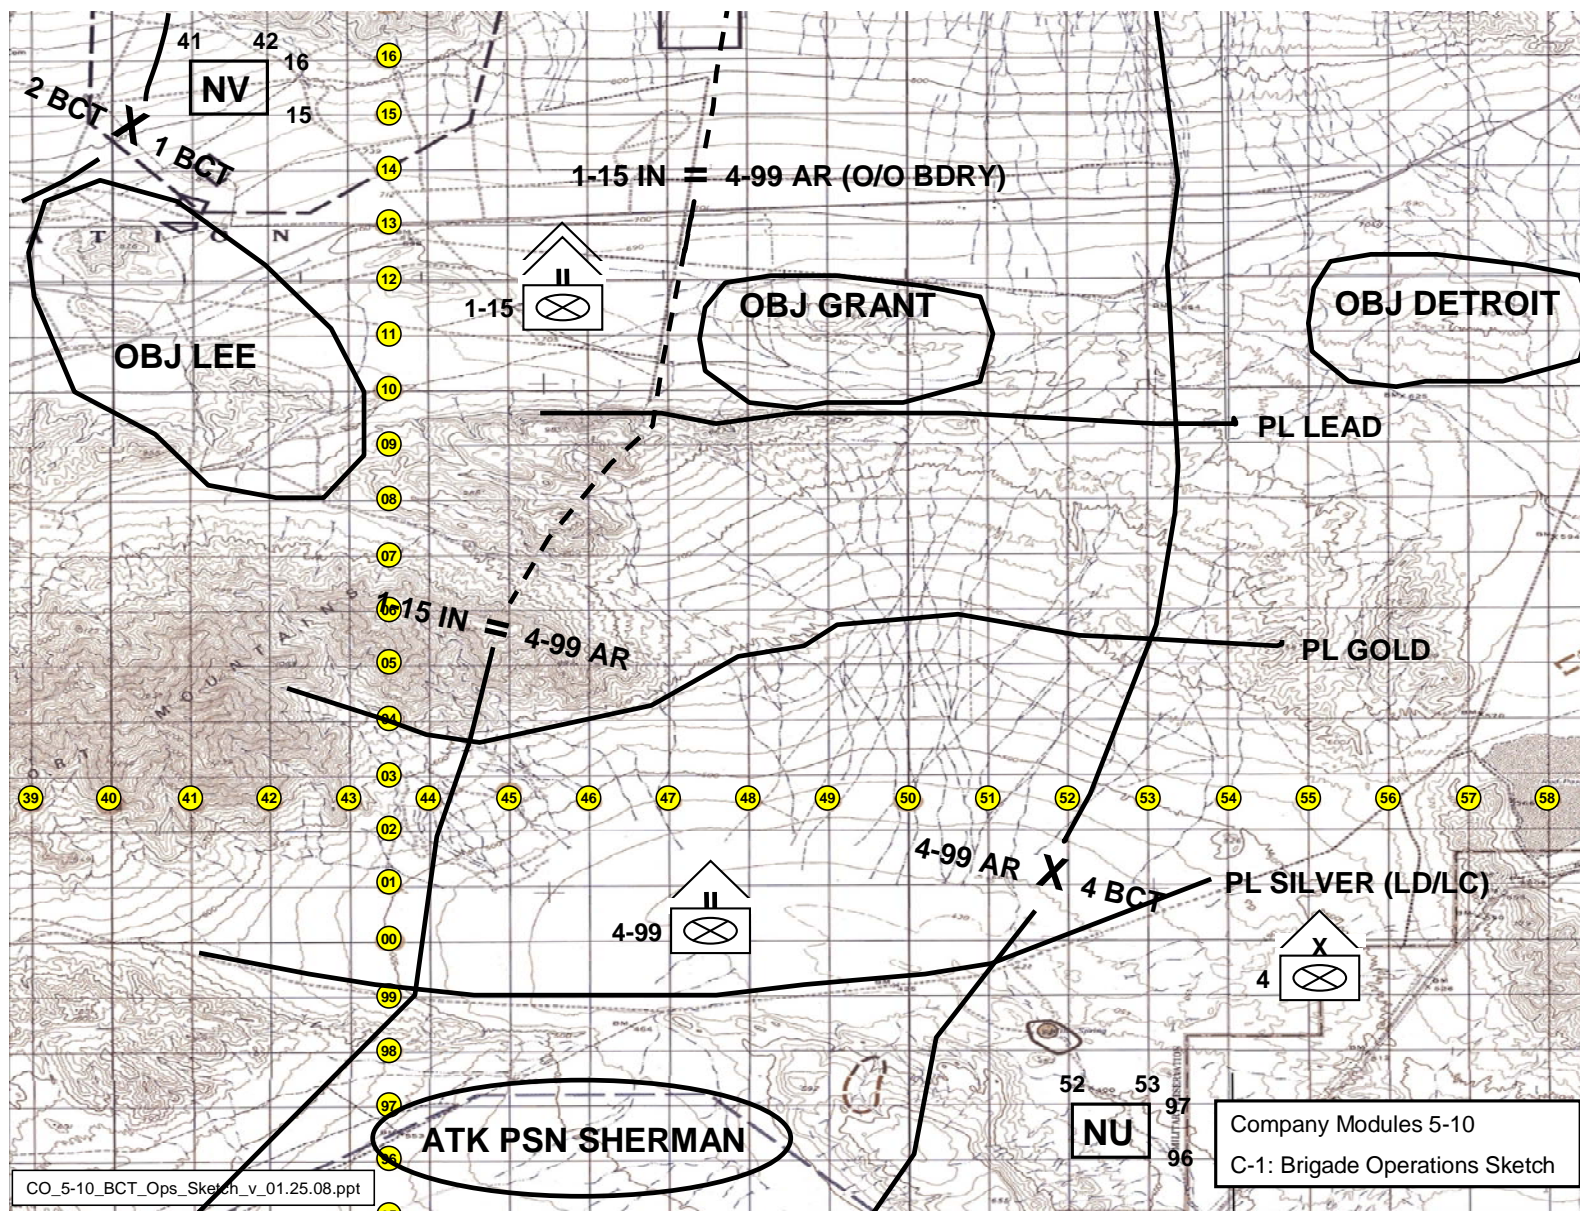 41 42
16
16
NV
2 BCT
X
15
15
1 BCT
14
1-15 IN = 4-99 AR (O/O BDRY)
13
A T I O N
12
II
1-15
OBJ GRANT
OBJ DETROIT
11
OBJ LEE
10
PL LEAD
09
08
07
06
1-15 IN = 4-99 AR
05
PL GOLD
04
MOUNTAINS
03
39 40 41 42 43 44 45 46 47 48 49 50 51 52 53 54 55 56 57 58
02
4-99 AR X 4 BCT
01
PL SILVER (LD/LC)
II
4-99
00
X
4
99
98
52 53
97
97
NU
96
96
ATK PSN SHERMAN
Company Modules 5-10
C-1: Brigade Operations Sketch
CO_5-10_BCT_Ops_Sketch_v_01.25.08.ppt